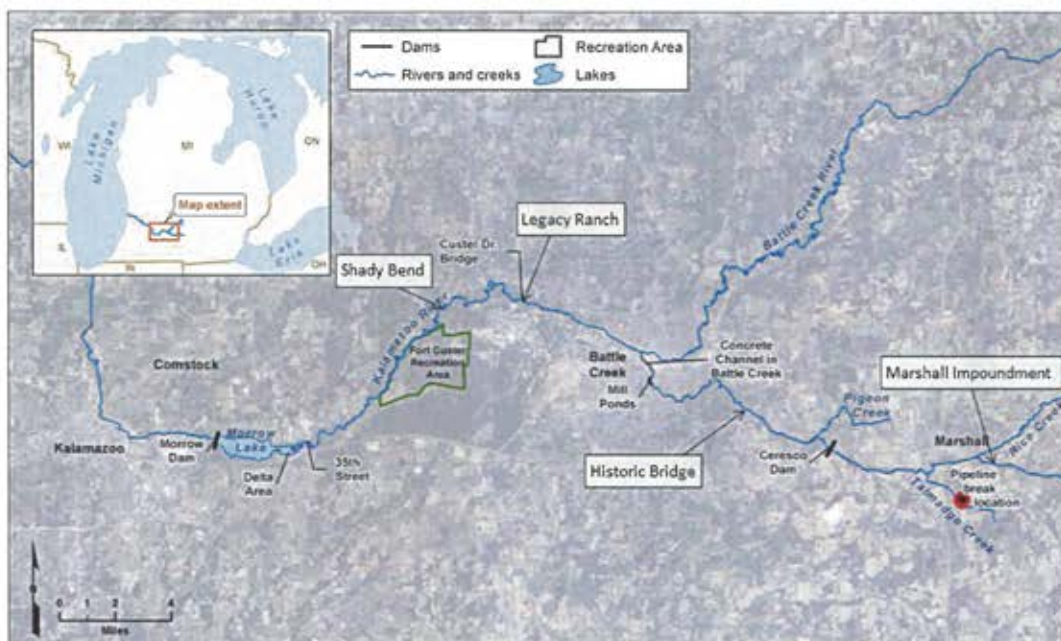 Dams
Recreation Area
Rivers and creeks
Lakes
Lake
Michigan
Lake
Huron
WI
MI
ON
Map extent
IN
OH
Lake
Erie
Legacy Ranch
Custer Dr.
Bridge
Shady Bend
Kalamazoo River
Battle Creek River
Comstock
Fort Custer
Recreation
Area
Battle
Creek
Concrete
Channel in
Battle Creek
Marshall Impoundment
Mill
Ponds
Pigeon
Creek
Kalamazoo
Morrow
Dam
Morrow
Lake
Delta
Area
35th
Street
Historic Bridge
Ceresco
Dam
Marshall
Rice Creek
Pipeline
break
location
Talmadge Creek
0 1 2 4
Miles